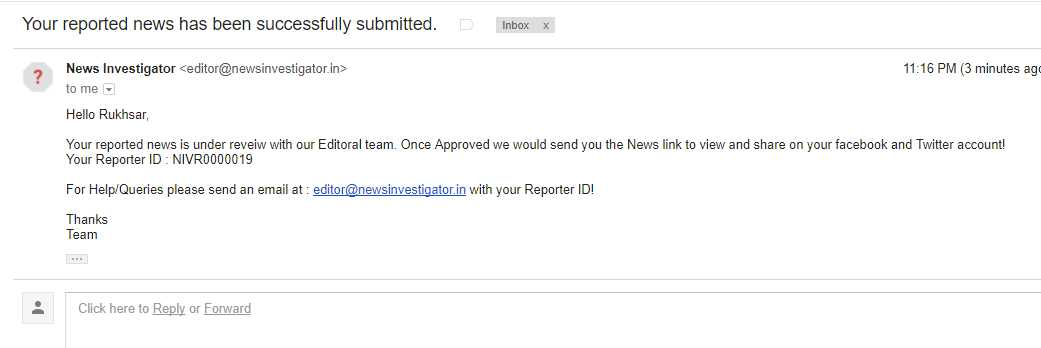 Your reported news has been successfully submitted. Inbox x
News Investigator <editor@newsinvestigator.in> 11:16 PM (3 minutes ago
to me
Hello Rukhsar,
Your reported news is under reveiw with our Editoral team. Once Approved we would send you the News link to view and share on your facebook and Twitter account!
Your Reporter ID : NIVR0000019
For Help/Queries please send an email at : editor@newsinvestigator.in with your Reporter ID!
Thanks
Team
Click here to Reply or Forward